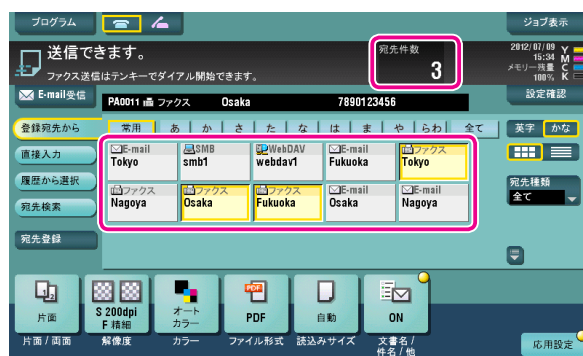 プログラム
ジョブ表示
送信できます。
ファクス送信はテンキーでダイアル開始できます。
宛先件数
3
2012/07/09
15:34
メモリー残量
100%
Y
M
C
K
E-mail受信
PA0011 ファクス Osaka 7890123456
設定確認
登録宛先から
常用 あ か さ た な は ま や らわ 全て
英字 かな
直接入力
E-mail
Tokyo
SMB
smb1
WebDAV
webdav1
E-mail
Fukuoka
ファクス
Tokyo
履歴から選択
宛先種類
全て
宛先検索
ファクス
Nagoya
ファクス
Osaka
ファクス
Fukuoka
E-mail
Osaka
E-mail
Nagoya
宛先登録
1
2
片面
片面 / 両面
S 200dpi
F 精細
解像度
オート
カラー
カラー
PDF
PDF
ファイル形式
自動
読込みサイズ
ON
文書名 /
件名 / 他
応用設定